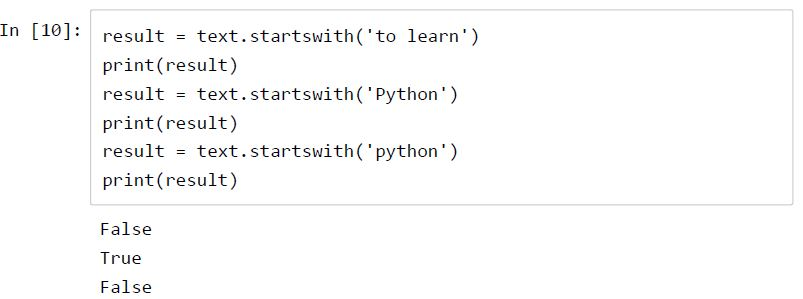 In [10]:
result = text.startswith('to learn')
print(result)
result = text.startswith('Python')
print(result)
result = text.startswith('python')
print(result)
False
True
False